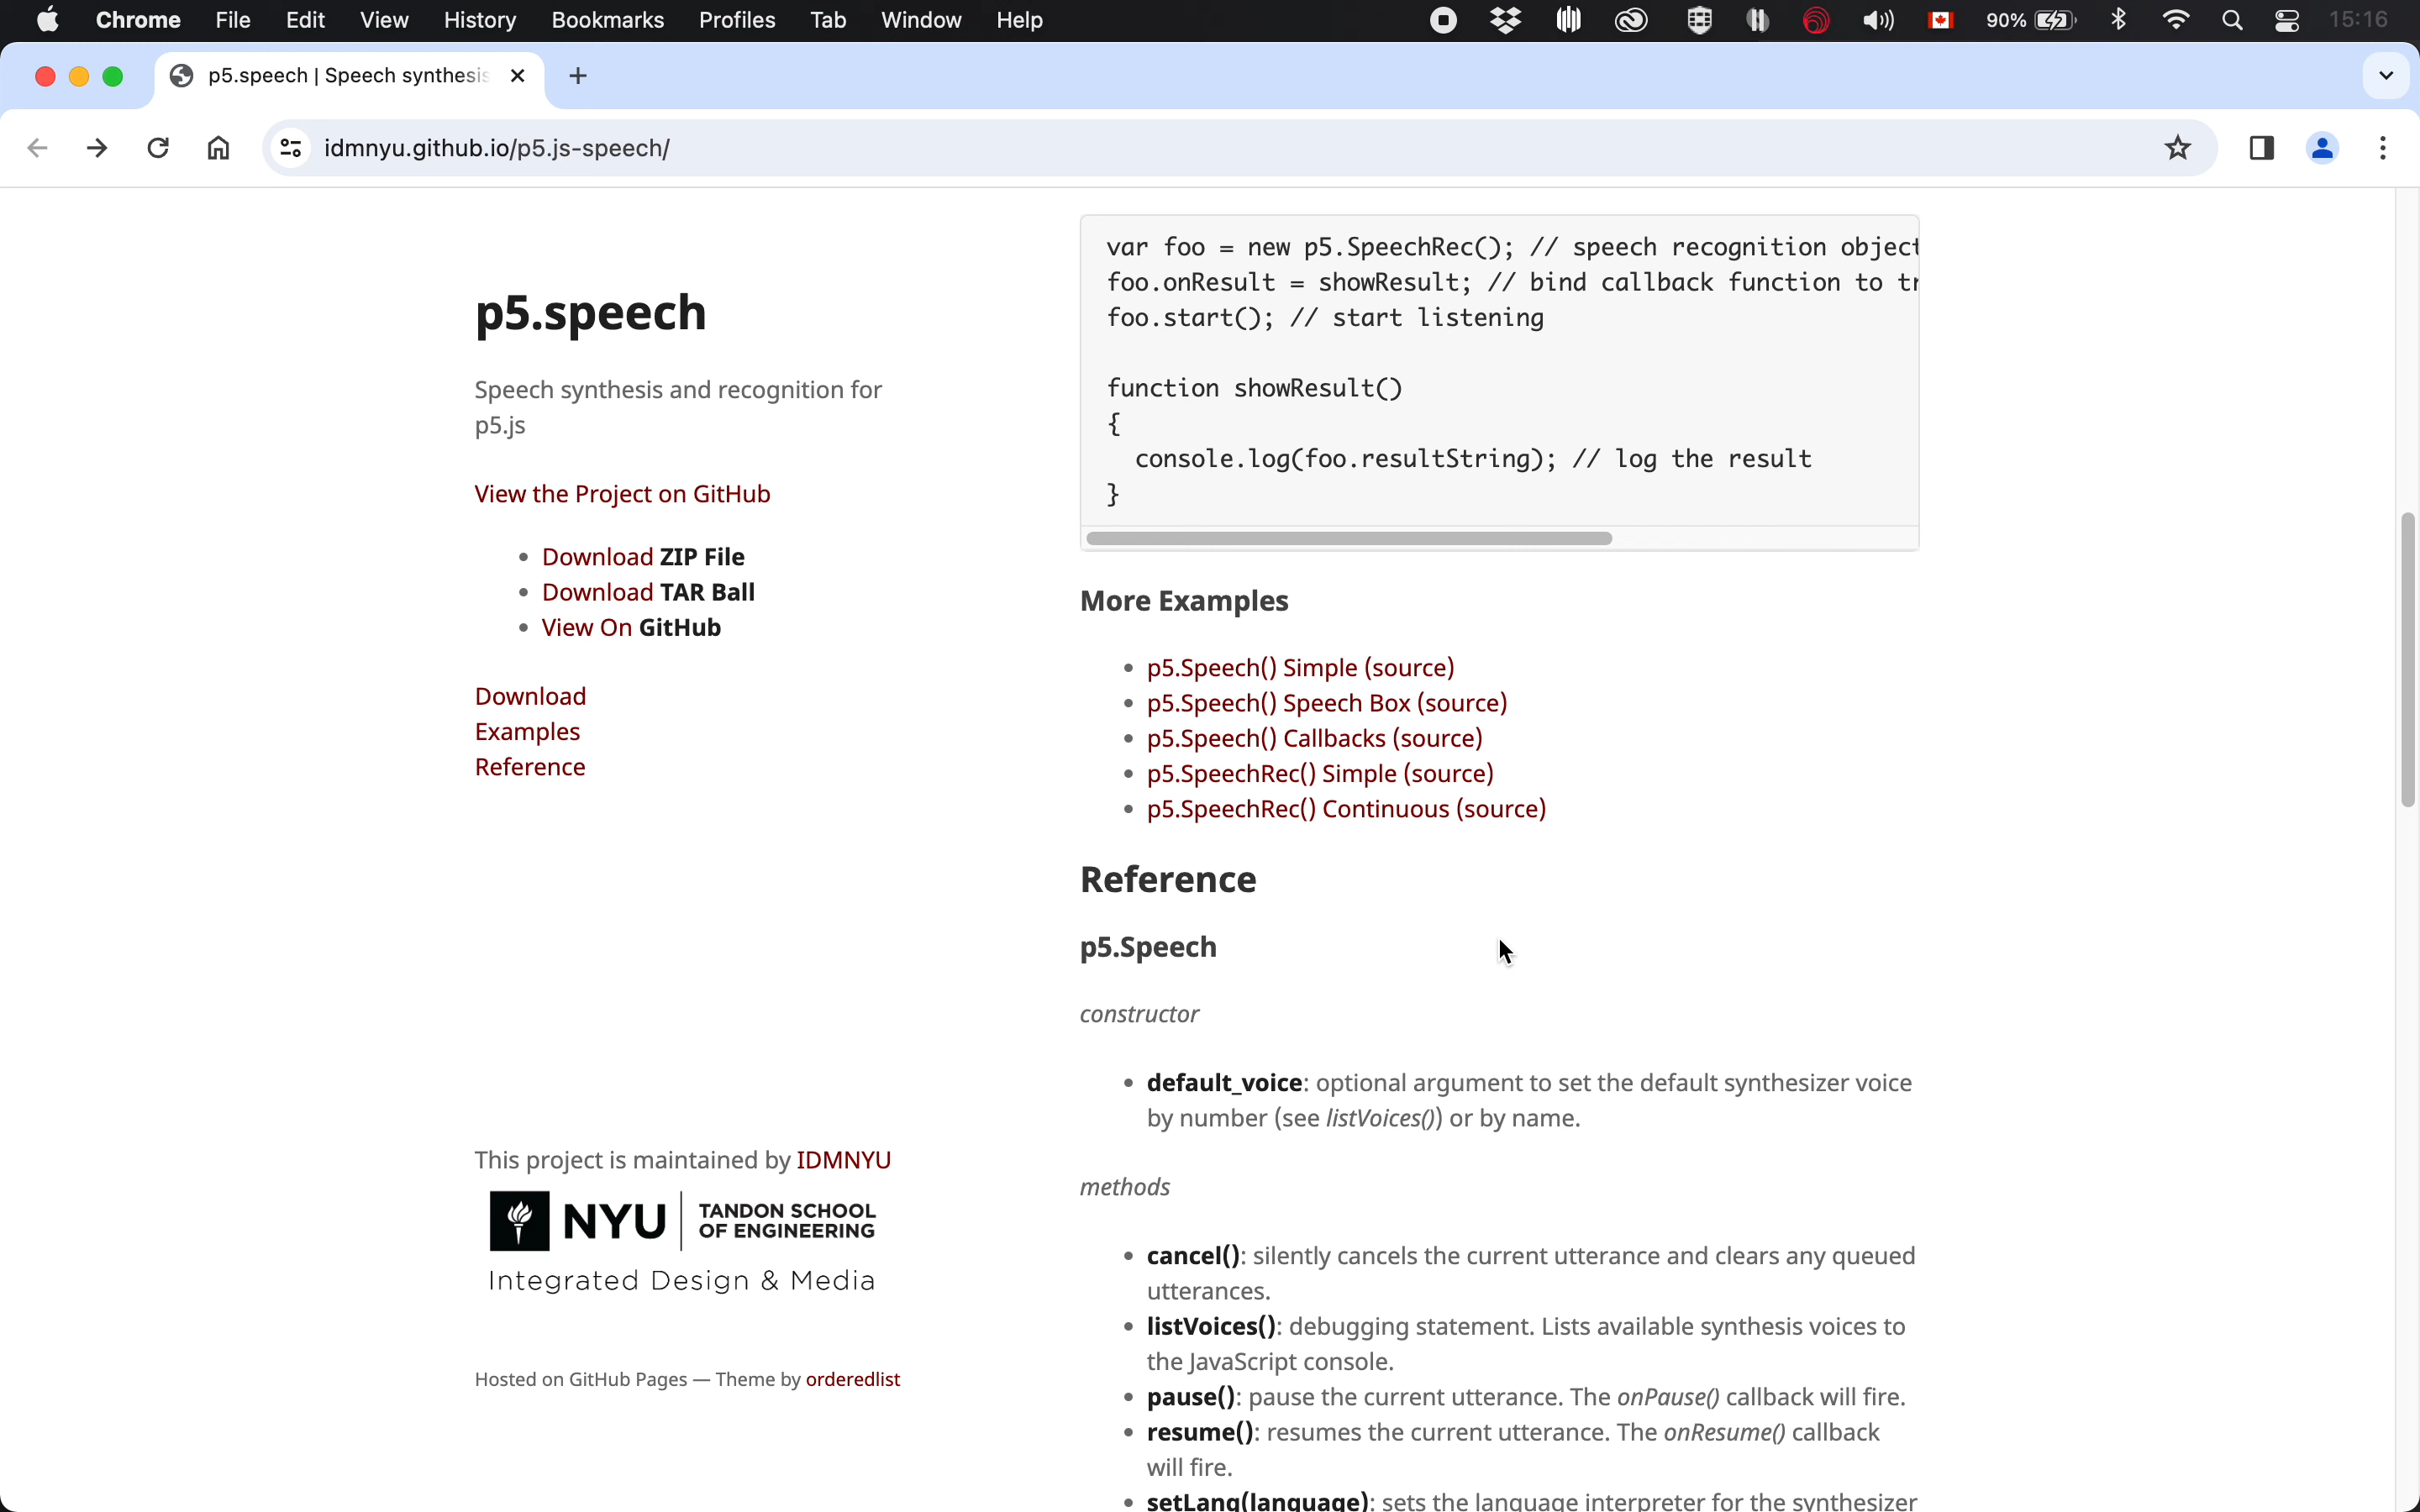 Chrome File Edit View History Bookmarks Profiles Tab Window Help 90% 15:16
p5.speech | Speech synthesis
idmnyu.github.io/p5.js-speech/
p5.speech
Speech synthesis and recognition for
p5.js
View the Project on GitHub
Download ZIP File
Download TAR Ball
View On GitHub
Download
Examples
Reference
This project is maintained by IDMNYU
NYU TANDON SCHOOL
OF ENGINEERING
Integrated Design & Media
Hosted on GitHub Pages — Theme by orderedlist
var foo = new p5.SpeechRec(); // speech recognition object
foo.onResult = showResult; // bind callback function to tr
foo.start(); // start listening
function showResult()
{
console.log(foo.resultString); // log the result
}
More Examples
p5.Speech() Simple (source)
p5.Speech() Speech Box (source)
p5.Speech() Callbacks (source)
p5.SpeechRec() Simple (source)
p5.SpeechRec() Continuous (source)
Reference
p5.Speech
constructor
default_voice: optional argument to set the default synthesizer voice
by number (see listVoices()) or by name.
methods
cancel(): silently cancels the current utterance and clears any queued
utterances.
listVoices(): debugging statement. Lists available synthesis voices to
the JavaScript console.
pause(): pause the current utterance. The onPause() callback will fire.
resume(): resumes the current utterance. The onResume() callback
will fire.
setLang(language): sets the language interpreter for the synthesizer